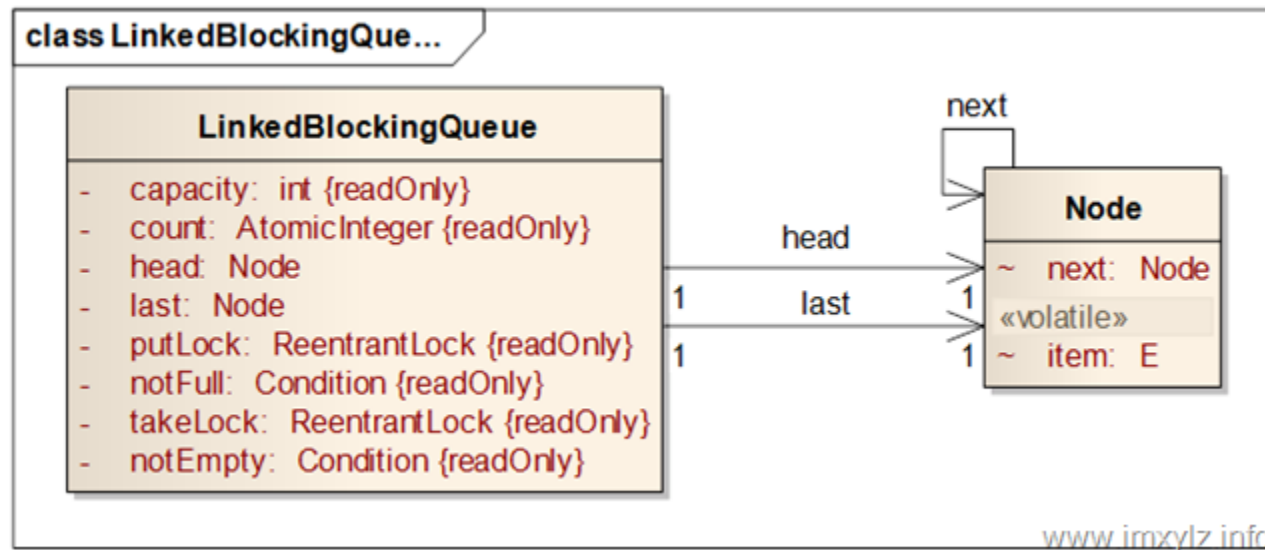 class LinkedBlockingQue...
LinkedBlockingQueue
- capacity: int {readOnly}
- count: AtomicInteger {readOnly}
- head: Node
- last: Node
- putLock: ReentrantLock {readOnly}
- notFull: Condition {readOnly}
- takeLock: ReentrantLock {readOnly}
- notEmpty: Condition {readOnly}
head
1 1
last
1 1
next
Node
~ next: Node
«volatile»
~ item: E
www.imxylz.info